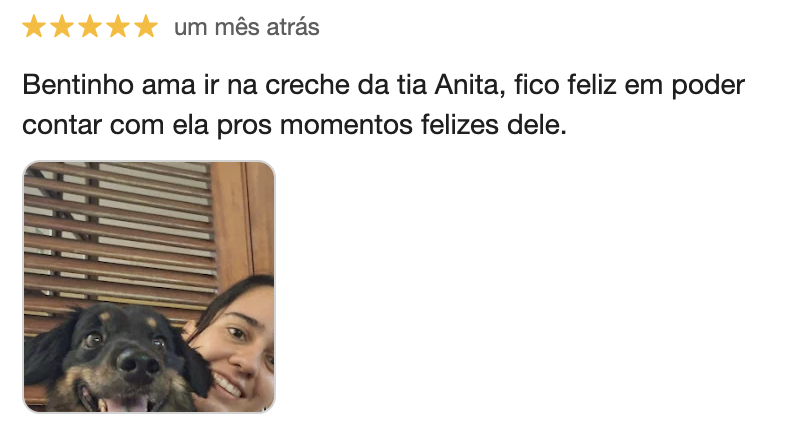 um mês atrás
Bentinho ama ir na creche da tia Anita, fico feliz em poder
contar com ela pros momentos felizes dele.